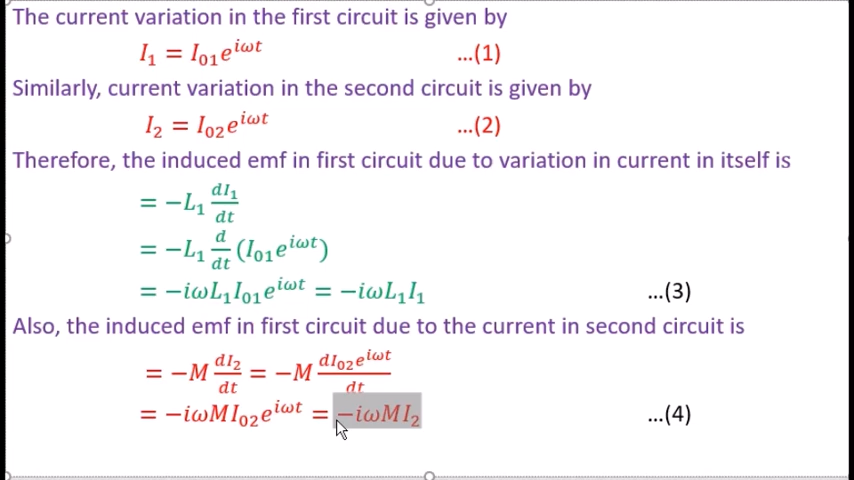 The current variation in the first circuit is given by
I₁ = I₀₁e^{iωt} ...(1)
Similarly, current variation in the second circuit is given by
I₂ = I₀₂e^{iωt} ...(2)
Therefore, the induced emf in first circuit due to variation in current in itself is
= −L₁ dI₁/dt
= −L₁ d/dt (I₀₁e^{iωt})
= −iωL₁I₀₁e^{iωt} = −iωL₁I₁ ...(3)
Also, the induced emf in first circuit due to the current in second circuit is
= −M dI₂/dt = −M dI₀₂e^{iωt}/dt
= −iωMI₀₂e^{iωt} = −iωMI₂ ...(4)